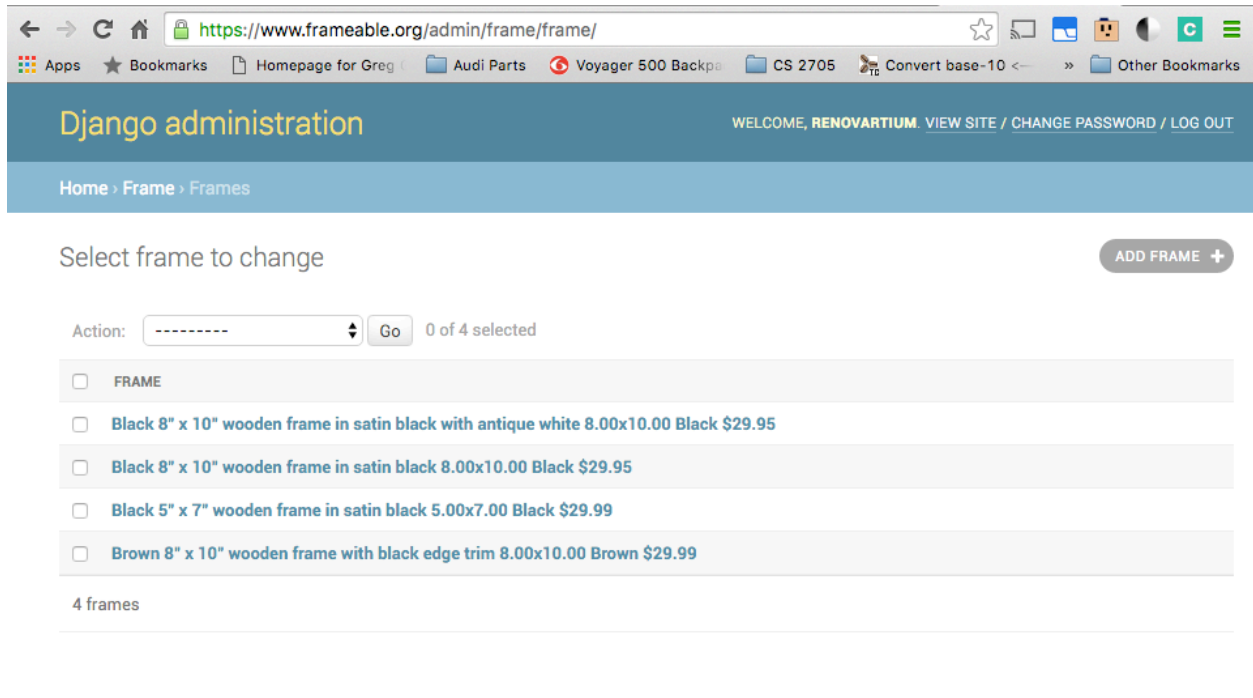 https://www.frameable.org/admin/frame/frame/
Apps Bookmarks Homepage for Greg Audi Parts Voyager 500 Backpa CS 2705 TC Convert base-10 <— » Other Bookmarks
Django administration
WELCOME, RENOVARTIUM. VIEW SITE / CHANGE PASSWORD / LOG OUT
Home › Frame › Frames
Select frame to change
ADD FRAME +
Action: --------- Go 0 of 4 selected
FRAME
Black 8" x 10" wooden frame in satin black with antique white 8.00x10.00 Black $29.95
Black 8" x 10" wooden frame in satin black 8.00x10.00 Black $29.95
Black 5" x 7" wooden frame in satin black 5.00x7.00 Black $29.99
Brown 8" x 10" wooden frame with black edge trim 8.00x10.00 Brown $29.99
4 frames